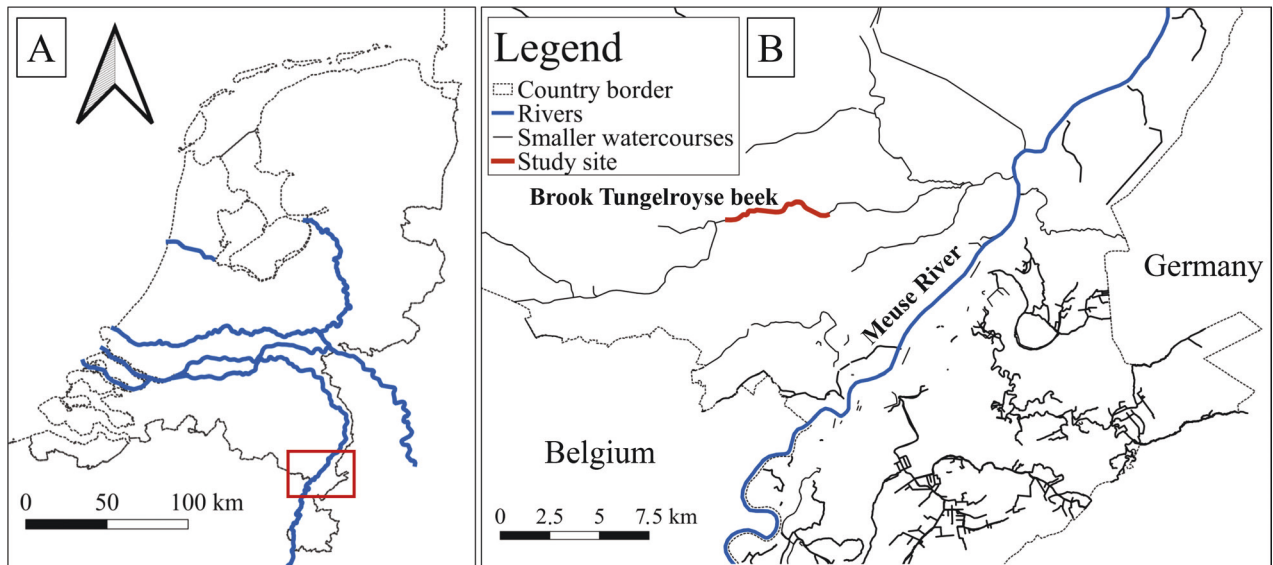 A
0 50 100 km
B
Legend
Country border
Rivers
Smaller watercourses
Study site
Brook Tungelroyse beek
Meuse River
Germany
Belgium
0 2.5 5 7.5 km